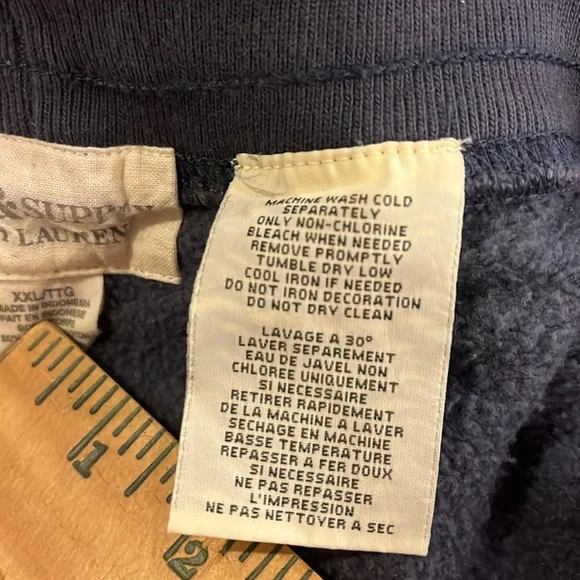 & SUPPLY
LAUREN
XXL/TTG
MADE IN INDONESIA
MACHINE WASH COLD
SEPARATELY
ONLY NON-CHLORINE
BLEACH WHEN NEEDED
REMOVE PROMPTLY
TUMBLE DRY LOW
COOL IRON IF NEEDED
DO NOT IRON DECORATION
DO NOT DRY CLEAN
LAVAGE A 30°
LAVER SEPAREMENT
EAU DE JAVEL NON
CHLOREE UNIQUEMENT
SI NECESSAIRE
RETIRER RAPIDEMENT
DE LA MACHINE A LAVER
SECHAGE EN MACHINE
BASSE TEMPERATURE
REPASSER A FER DOUX
SI NECESSAIRE
NE PAS REPASSER
L'IMPRESSION
NE PAS NETTOYER A SEC
1
2